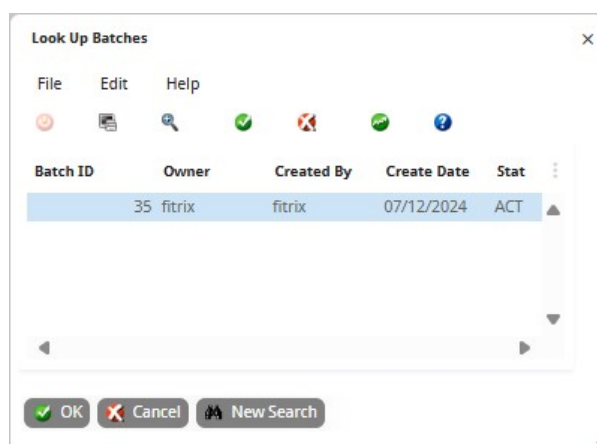 Look Up Batches
File Edit Help
Batch ID Owner Created By Create Date Stat
35 fitrix fitrix 07/12/2024 ACT
OK Cancel New Search